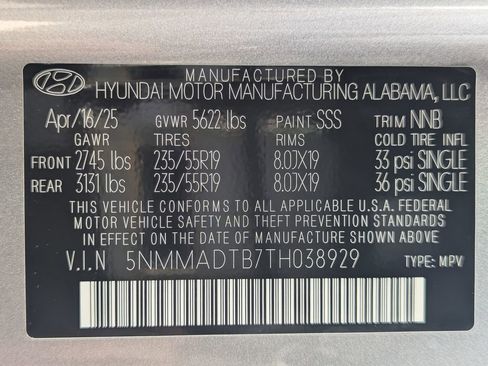 MANUFACTURED BY
HYUNDAI MOTOR MANUFACTURING ALABAMA, LLC
Apr/16/25 GVWR 5622 lbs PAINT SSS TRIM NNB
GAWR TIRES RIMS COLD TIRE INFL
FRONT 2745 lbs 235/55R19 8.0JX19 33 psi SINGLE
REAR 3131 lbs 235/55R19 8.0JX19 36 psi SINGLE
THIS VEHICLE CONFORMS TO ALL APPLICABLE U.S.A. FEDERAL
MOTOR VEHICLE SAFETY AND THEFT PREVENTION STANDARDS
IN EFFECT ON THE DATE OF MANUFACTURE SHOWN ABOVE.
V.I.N 5NMMADTB7TH038929 TYPE: MPV